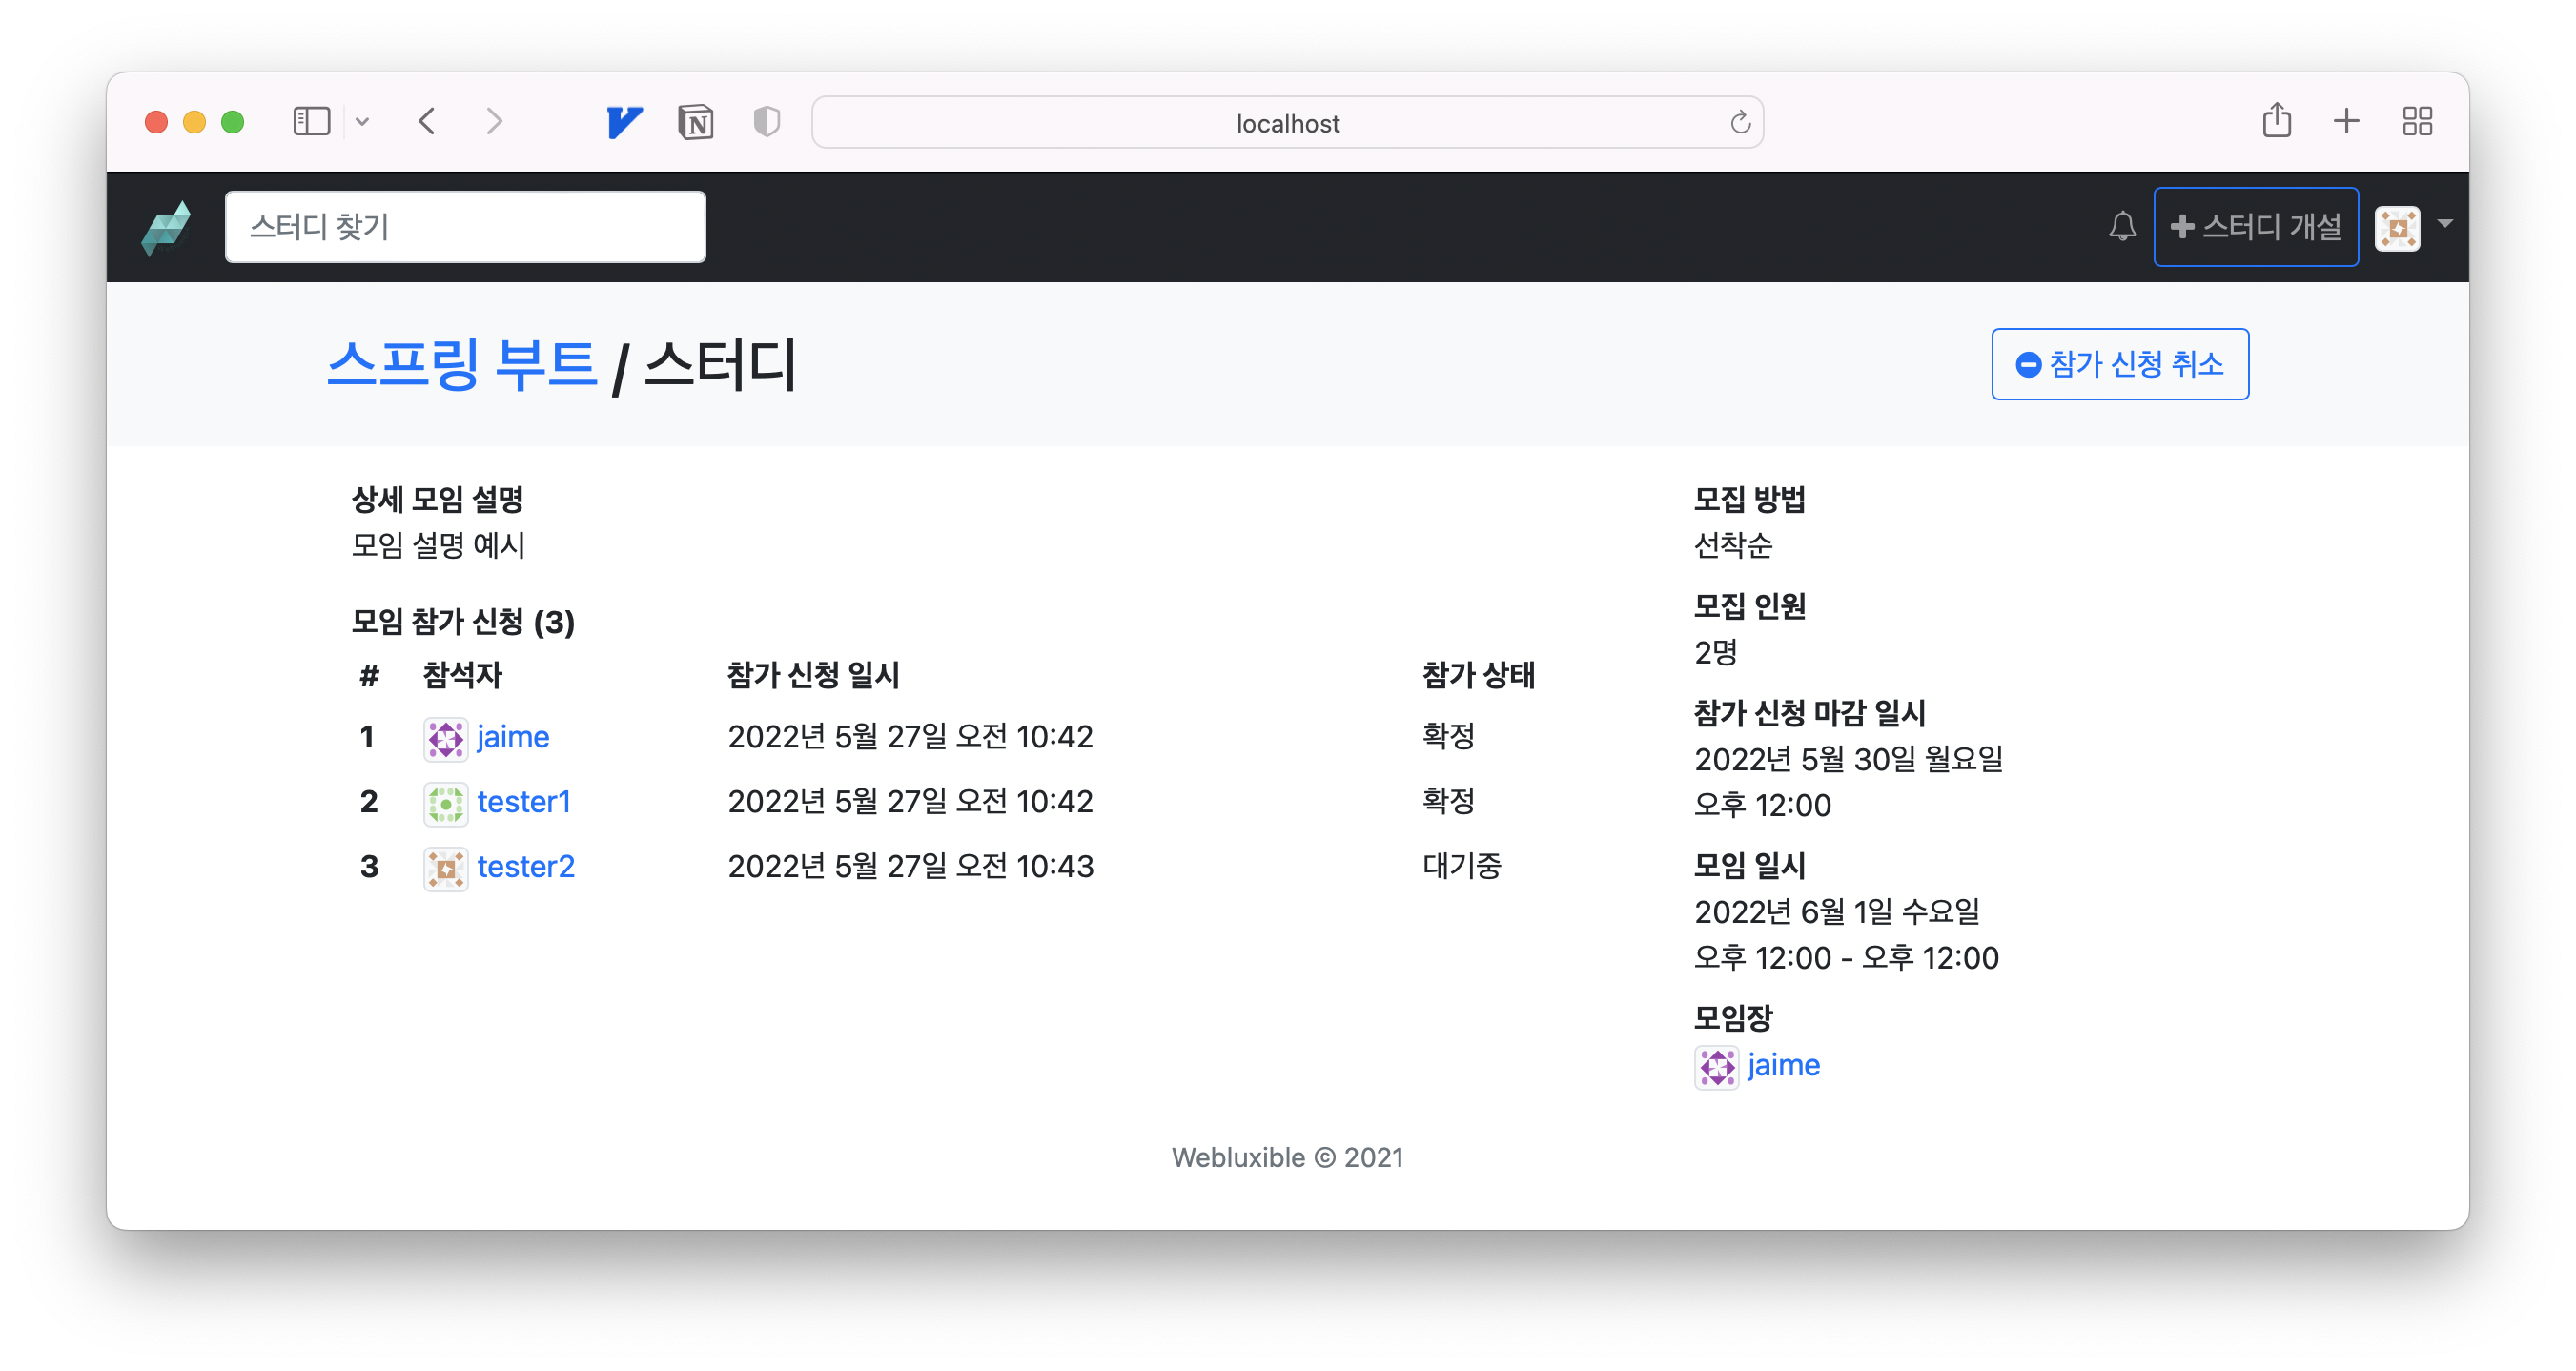 localhost
스터디 찾기
스터디 개설
스프링 부트 / 스터디
참가 신청 취소
상세 모임 설명
모임 설명 예시
모임 참가 신청 (3)
# 참석자 참가 신청 일시 참가 상태
1 jaime 2022년 5월 27일 오전 10:42 확정
2 tester1 2022년 5월 27일 오전 10:42 확정
3 tester2 2022년 5월 27일 오전 10:43 대기중
모집 방법
선착순
모집 인원
2명
참가 신청 마감 일시
2022년 5월 30일 월요일
오후 12:00
모임 일시
2022년 6월 1일 수요일
오후 12:00 - 오후 12:00
모임장
jaime
Webluxible © 2021